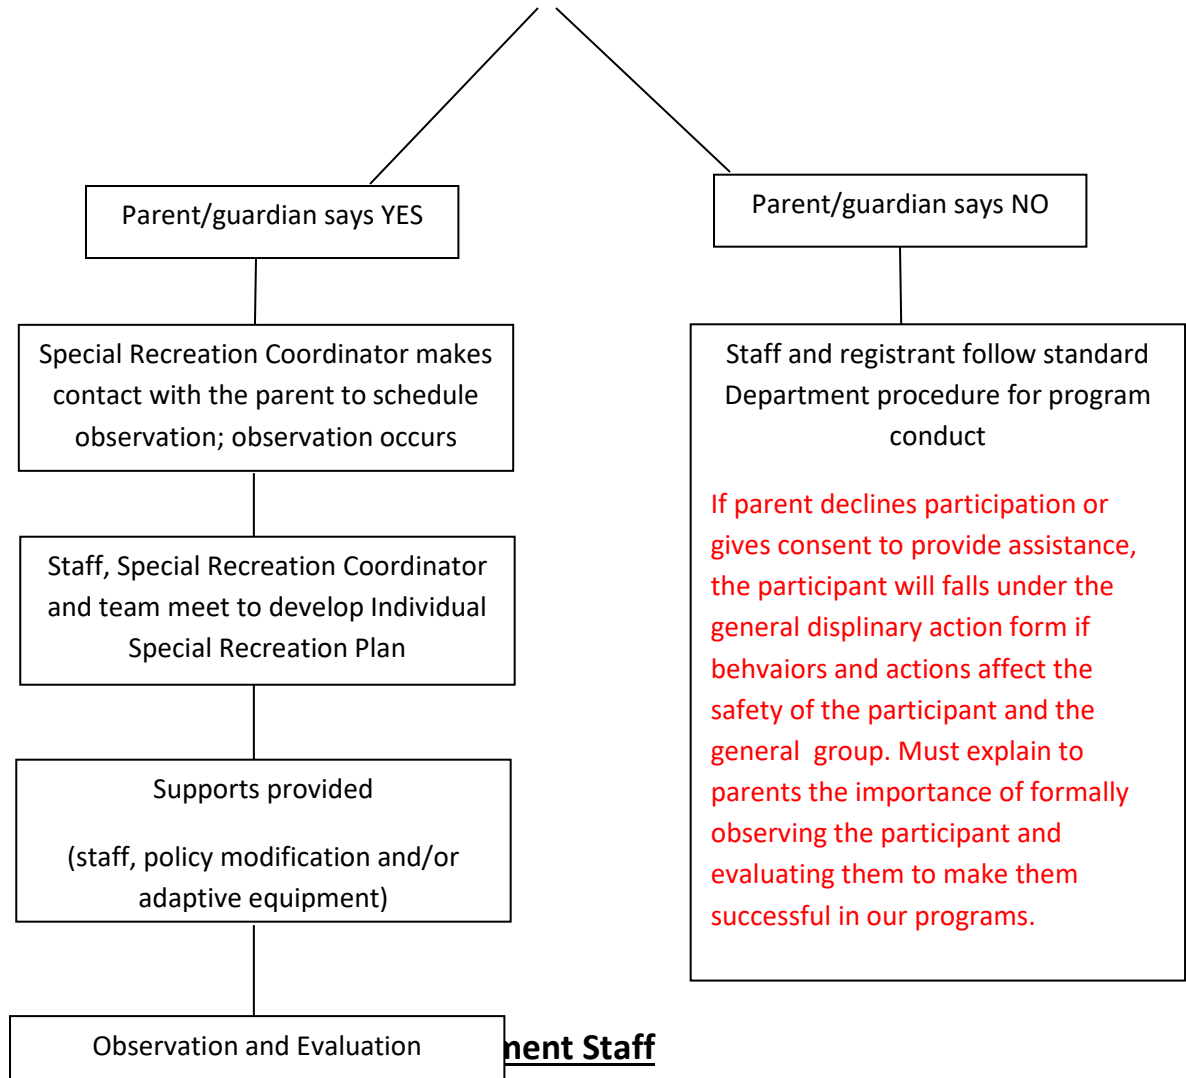 Parent/guardian says YES
Parent/guardian says NO
Special Recreation Coordinator makes
contact with the parent to schedule
observation; observation occurs
Staff, Special Recreation Coordinator
and team meet to develop Individual
Special Recreation Plan
Supports provided
(staff, policy modification and/or
adaptive equipment)
Observation and Evaluation
Staff and registrant follow standard
Department procedure for program
conduct
If parent declines participation or
gives consent to provide assistance,
the participant will falls under the
general displinary action form if
behvaiors and actions affect the
safety of the participant and the
general  group. Must explain to
parents the importance of formally
observing the participant and
evaluating them to make them
successful in our programs.
Staff